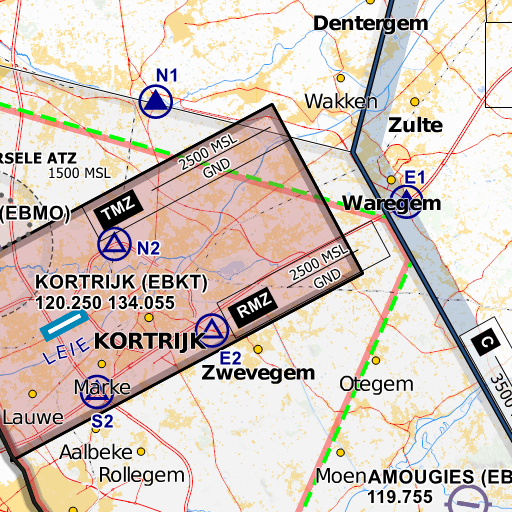 Dentergem
N1
Wakken
Zulte
2500 MSL
GND
RSELE ATZ
1500 MSL
TMZ
E1
Waregem
(EBMO)
N2
2500 MSL
GND
KORTRIJK (EBKT)
120.250 134.055
RMZ
LEIE
KORTRIJK
E2
C
3500
Zwevegem
Marke
Otegem
Lauwe
S2
Aalbeke
Rollegem
Moen
AMOUGIES (EB
119.755